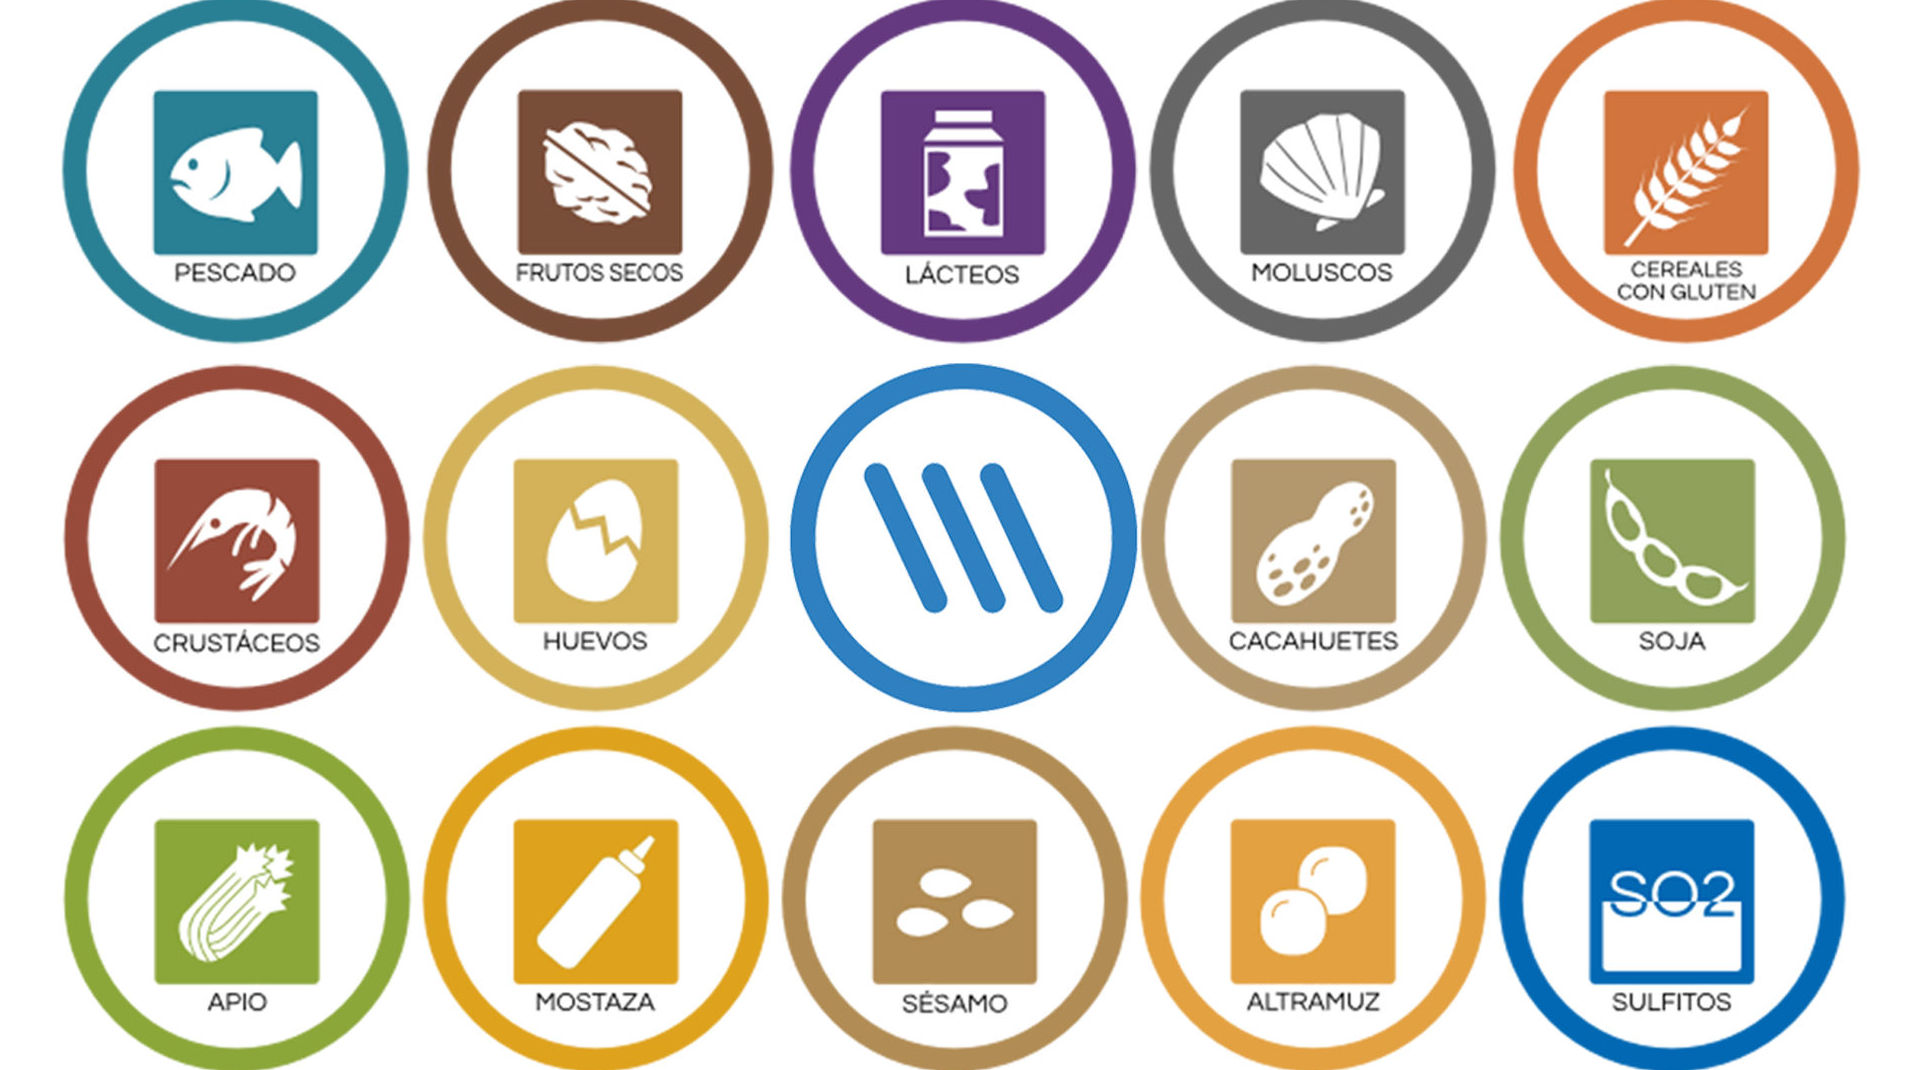 PESCADO
FRUTOS SECOS
LÁCTEOS
MOLUSCOS
CEREALES
CON GLUTEN
CRUSTÁCEOS
HUEVOS
CACAHUETES
SOJA
APIO
MOSTAZA
SÉSAMO
ALTRAMUZ
SO2
SULFITOS